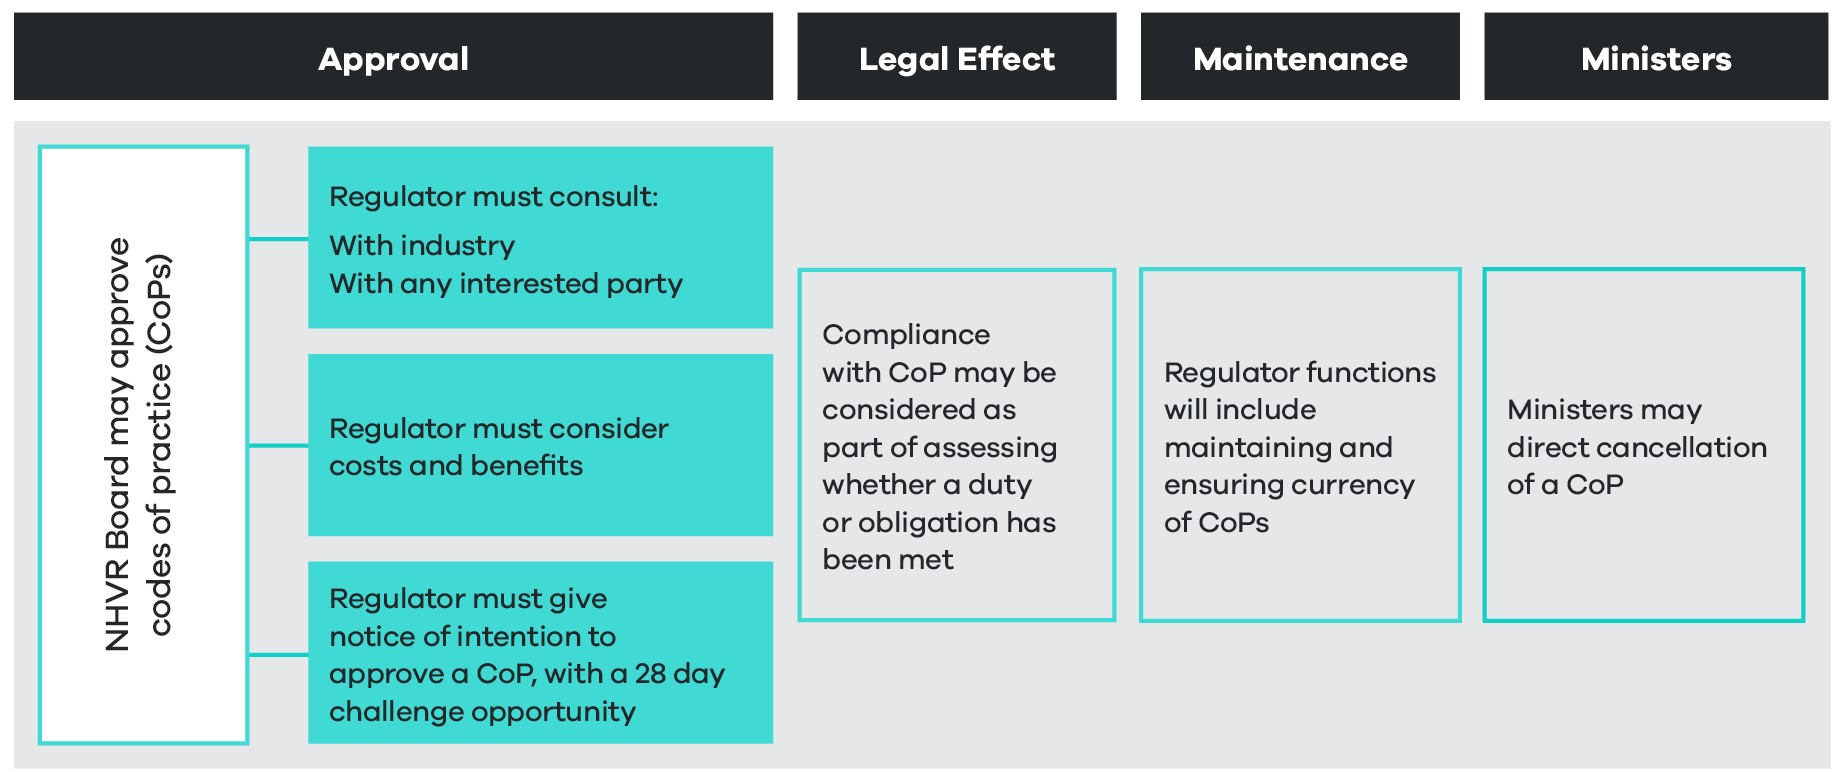 Approval
Legal Effect
Maintenance
Ministers
NHVR Board may approve
codes of practice (CoPs)
Regulator must consult:
With industry
With any interested party
Regulator must consider
costs and benefits
Regulator must give
notice of intention to
approve a CoP, with a 28 day
challenge opportunity
Compliance
with CoP may be
considered as
part of assessing
whether a duty
or obligation has
been met
Regulator functions
will include
maintaining and
ensuring currency
of CoPs
Ministers may
direct cancellation
of a CoP